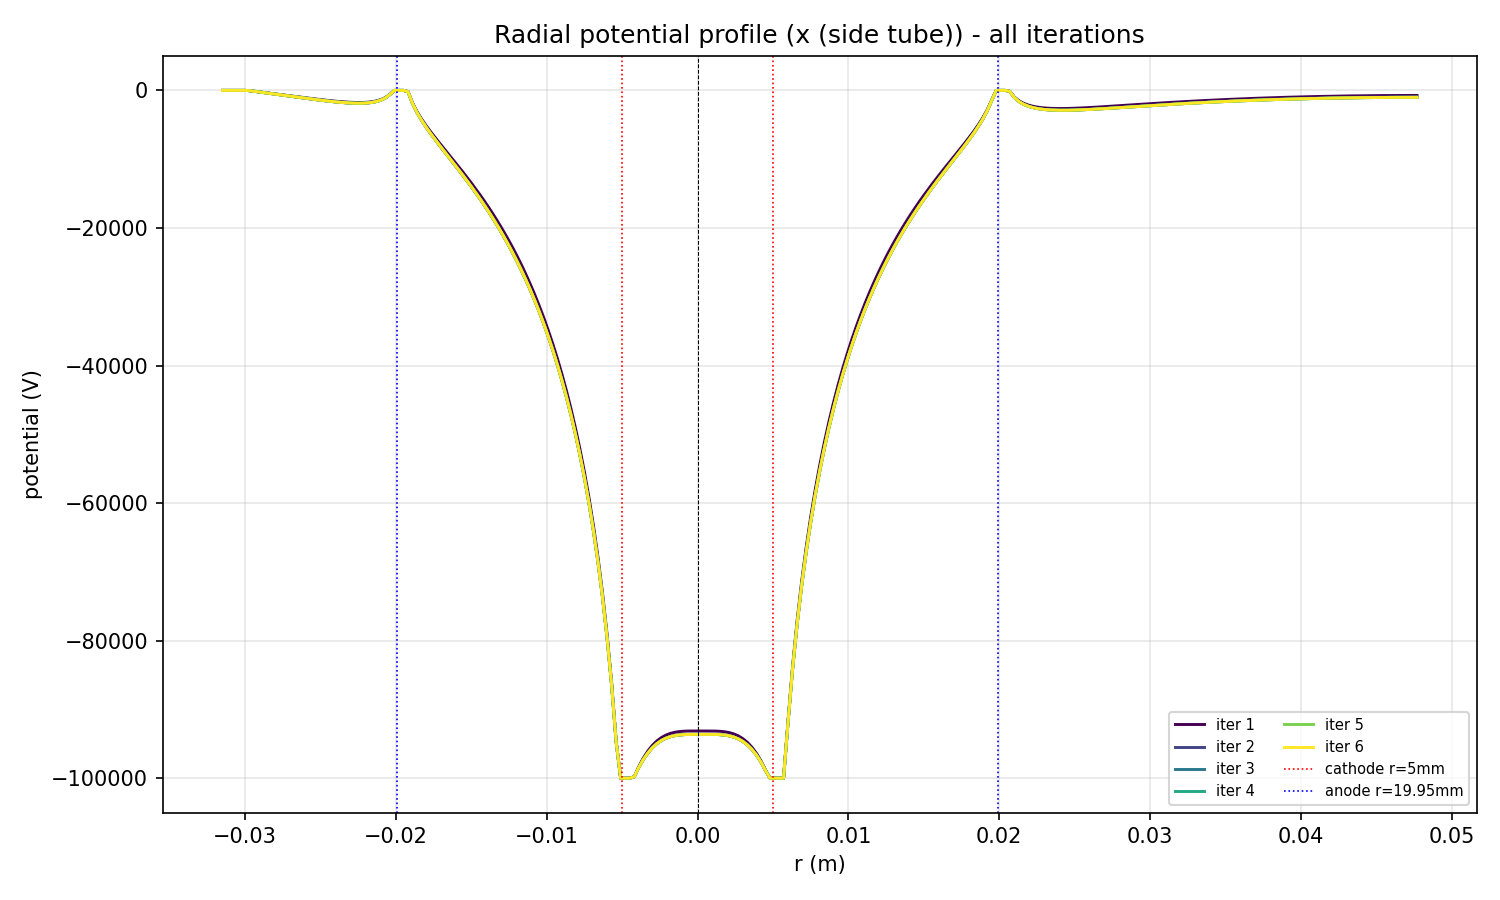 Radial potential profile (x (side tube)) - all iterations
potential (V)
0
−20000
−40000
−60000
−80000
−100000
−0.03 −0.02 −0.01 0.00 0.01 0.02 0.03 0.04 0.05
r (m)
iter 1
iter 2
iter 3
iter 4
iter 5
iter 6
cathode r=5mm
anode r=19.95mm